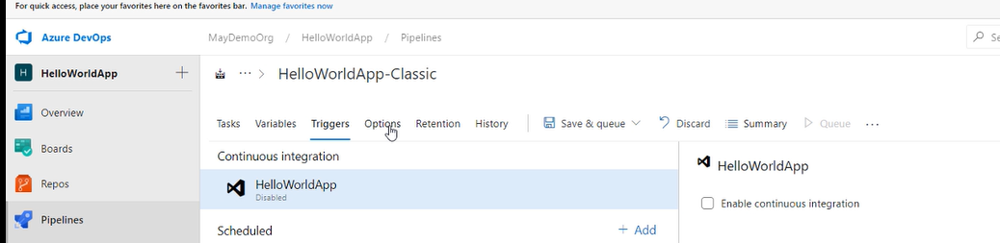 For quick access, place your favorites here on the favorites bar. Manage favorites now
Azure DevOps
MayDemoOrg / HelloWorldApp / Pipelines
H HelloWorldApp
... > HelloWorldApp-Classic
Overview
Boards
Repos
Pipelines
Tasks Variables Triggers Options Retention History Save & queue Discard Summary Queue ...
Continuous integration
HelloWorldApp
Disabled
Scheduled + Add
HelloWorldApp
Enable continuous integration